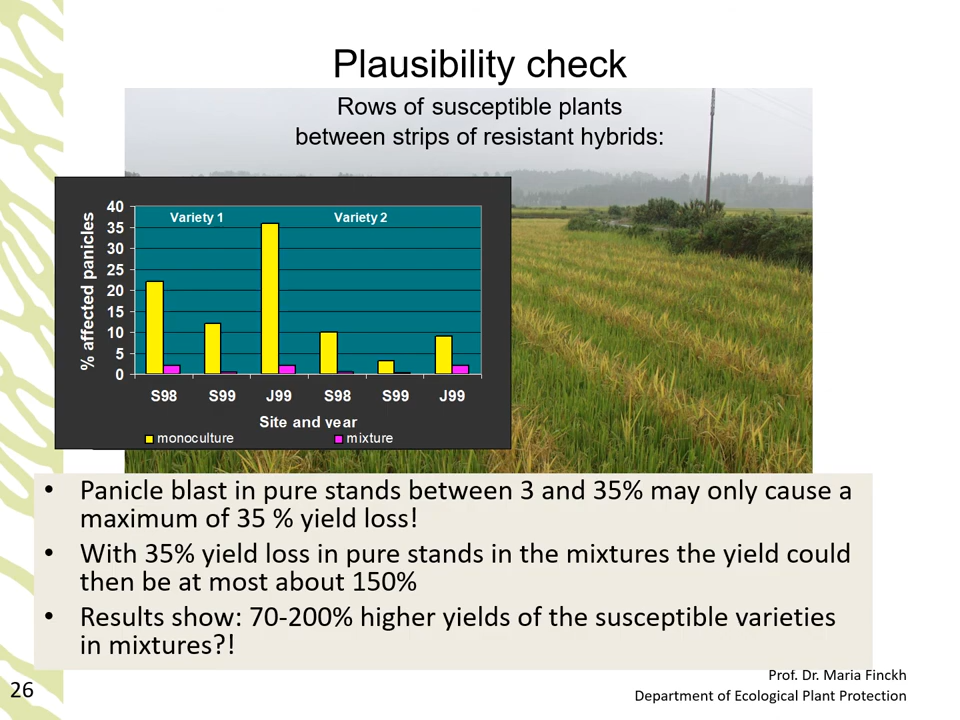 Plausibility check
Rows of susceptible plants
between strips of resistant hybrids:
% affected panicles
40
35
30
25
20
15
10
5
0
Variety 1
Variety 2
S98
S99
J99
S98
S99
J99
Site and year
monoculture
mixture
• Panicle blast in pure stands between 3 and 35% may only cause a
maximum of 35 % yield loss!
• With 35% yield loss in pure stands in the mixtures the yield could
then be at most about 150%
• Results show: 70-200% higher yields of the susceptible varieties
in mixtures?!
26
Prof. Dr. Maria Finckh
Department of Ecological Plant Protection